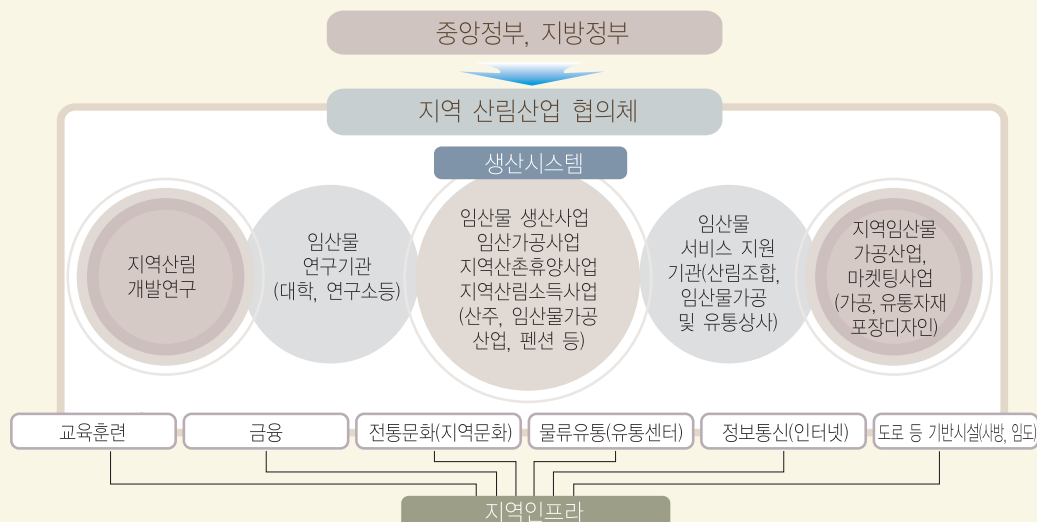 중앙정부, 지방정부
지역 산림산업 협의체
생산시스템
지역산림
개발연구
임산물
연구기관
(대학, 연구소등)
임산물 생산사업
임산가공사업
지역산촌휴양사업
지역산림소득사업
(산주, 임산물가공
산업, 펜션 등)
임산물
서비스 지원
기관(산림조합,
임산물가공
및 유통상사)
지역임산물
가공산업,
마켓팅사업
(가공, 유통자재
포장디자인)
교육훈련
금융
전통문화(지역문화)
물류유통(유통센터)
정보통신(인터넷)
도로 등 기반시설(사방, 임도)
지역인프라